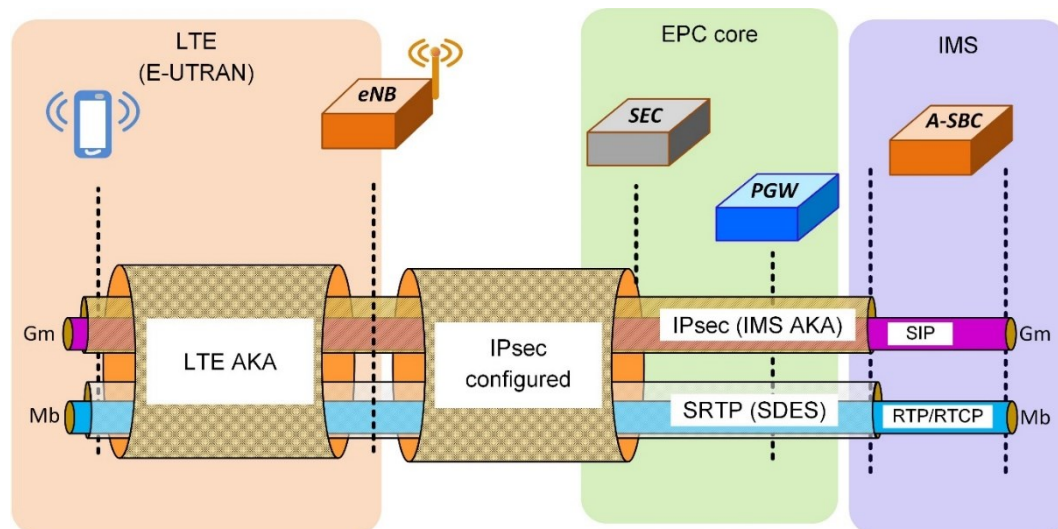 LTE
(E-UTRAN)
EPC core
IMS
eNB
SEC
A-SBC
PGW
Gm
LTE AKA
IPsec
configured
IPsec (IMS AKA)
SIP
Gm
Mb
SRTP (SDES)
RTP/RTCP
Mb